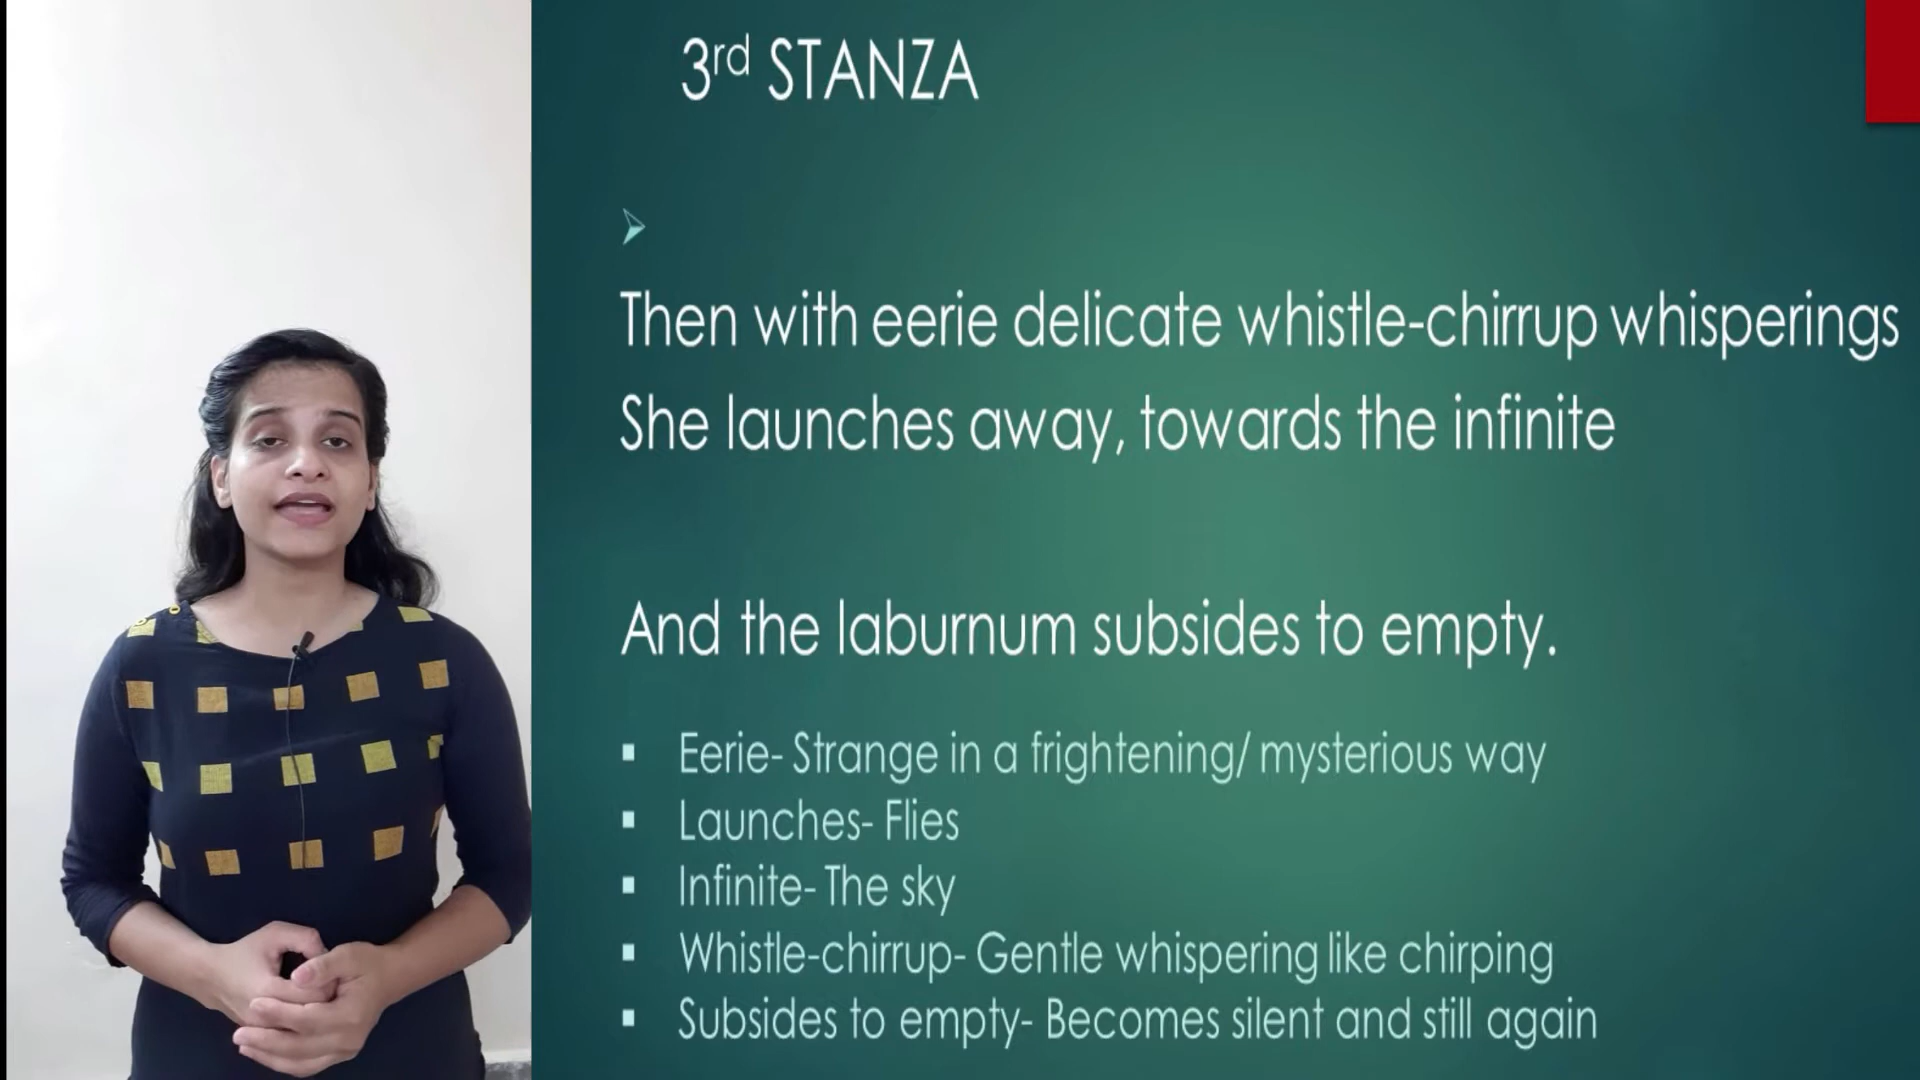 3rd STANZA
Then with eerie delicate whistle-chirrup whisperings
She launches away, towards the infinite
And the laburnum subsides to empty.
Eerie- Strange in a frightening/ mysterious way
Launches- Flies
Infinite- The sky
Whistle-chirrup- Gentle whispering like chirping
Subsides to empty- Becomes silent and still again